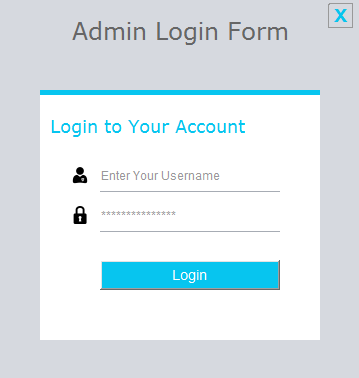 X
Admin Login Form
Login to Your Account
Enter Your Username
***************
Login